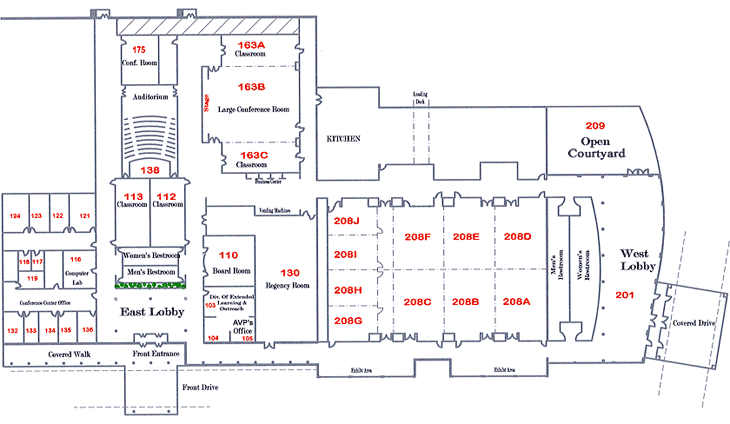 175
Conf. Room
163A
Classroom
Auditorium
Stage
163B
Large Conference Room
Loading
Dock
KITCHEN
209
Open
Courtyard
163C
Classroom
Business Center
138
113
Classroom
112
Classroom
124
123
122
121
Vending Machines
208J
208F
208E
208D
208I
Men's
Restroom
Women's
Restroom
West
Lobby
201
118
117
119
116
Computer
Lab
Women's Restroom
Men's Restroom
110
Board Room
130
Regency Room
208H
208C
208B
208A
208G
Conference Center Office
East Lobby
103
Div. Of Extended
Learning &
Outreach
AVP's
Office
104
105
132
133
134
135
136
Covered Drive
Covered Walk
Front Entrance
Exhibit Area
Exhibit Area
Front Drive